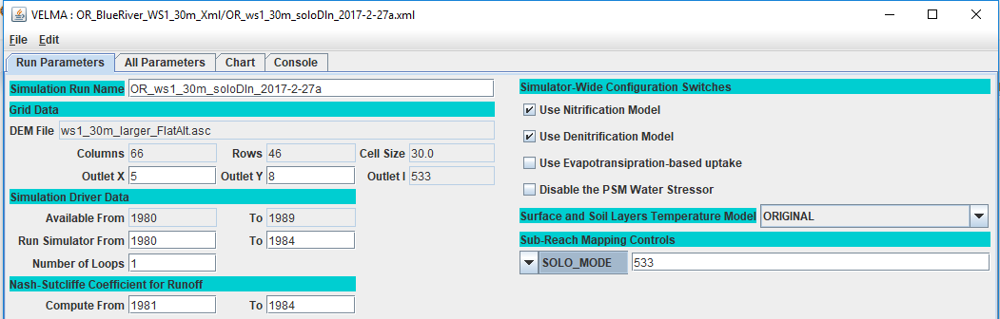 VELMA : OR_BlueRiver_WS1_30m_Xml/OR_ws1_30m_soloDln_2017-2-27a.xml
File Edit
Run Parameters All Parameters Chart Console
Simulation Run Name OR_ws1_30m_soloDln_2017-2-27a
Grid Data
DEM File ws1_30m_larger_FlatAlt.asc
Columns 66 Rows 46 Cell Size 30.0
Outlet X 5 Outlet Y 8 Outlet I 533
Simulation Driver Data
Available From 1980 To 1989
Run Simulator From 1980 To 1984
Number of Loops 1
Nash-Sutcliffe Coefficient for Runoff
Compute From 1981 To 1984
Simulator-Wide Configuration Switches
Use Nitrification Model
Use Denitrification Model
Use Evapotransipration-based uptake
Disable the PSM Water Stressor
Surface and Soil Layers Temperature Model ORIGINAL
Sub-Reach Mapping Controls
SOLO_MODE 533